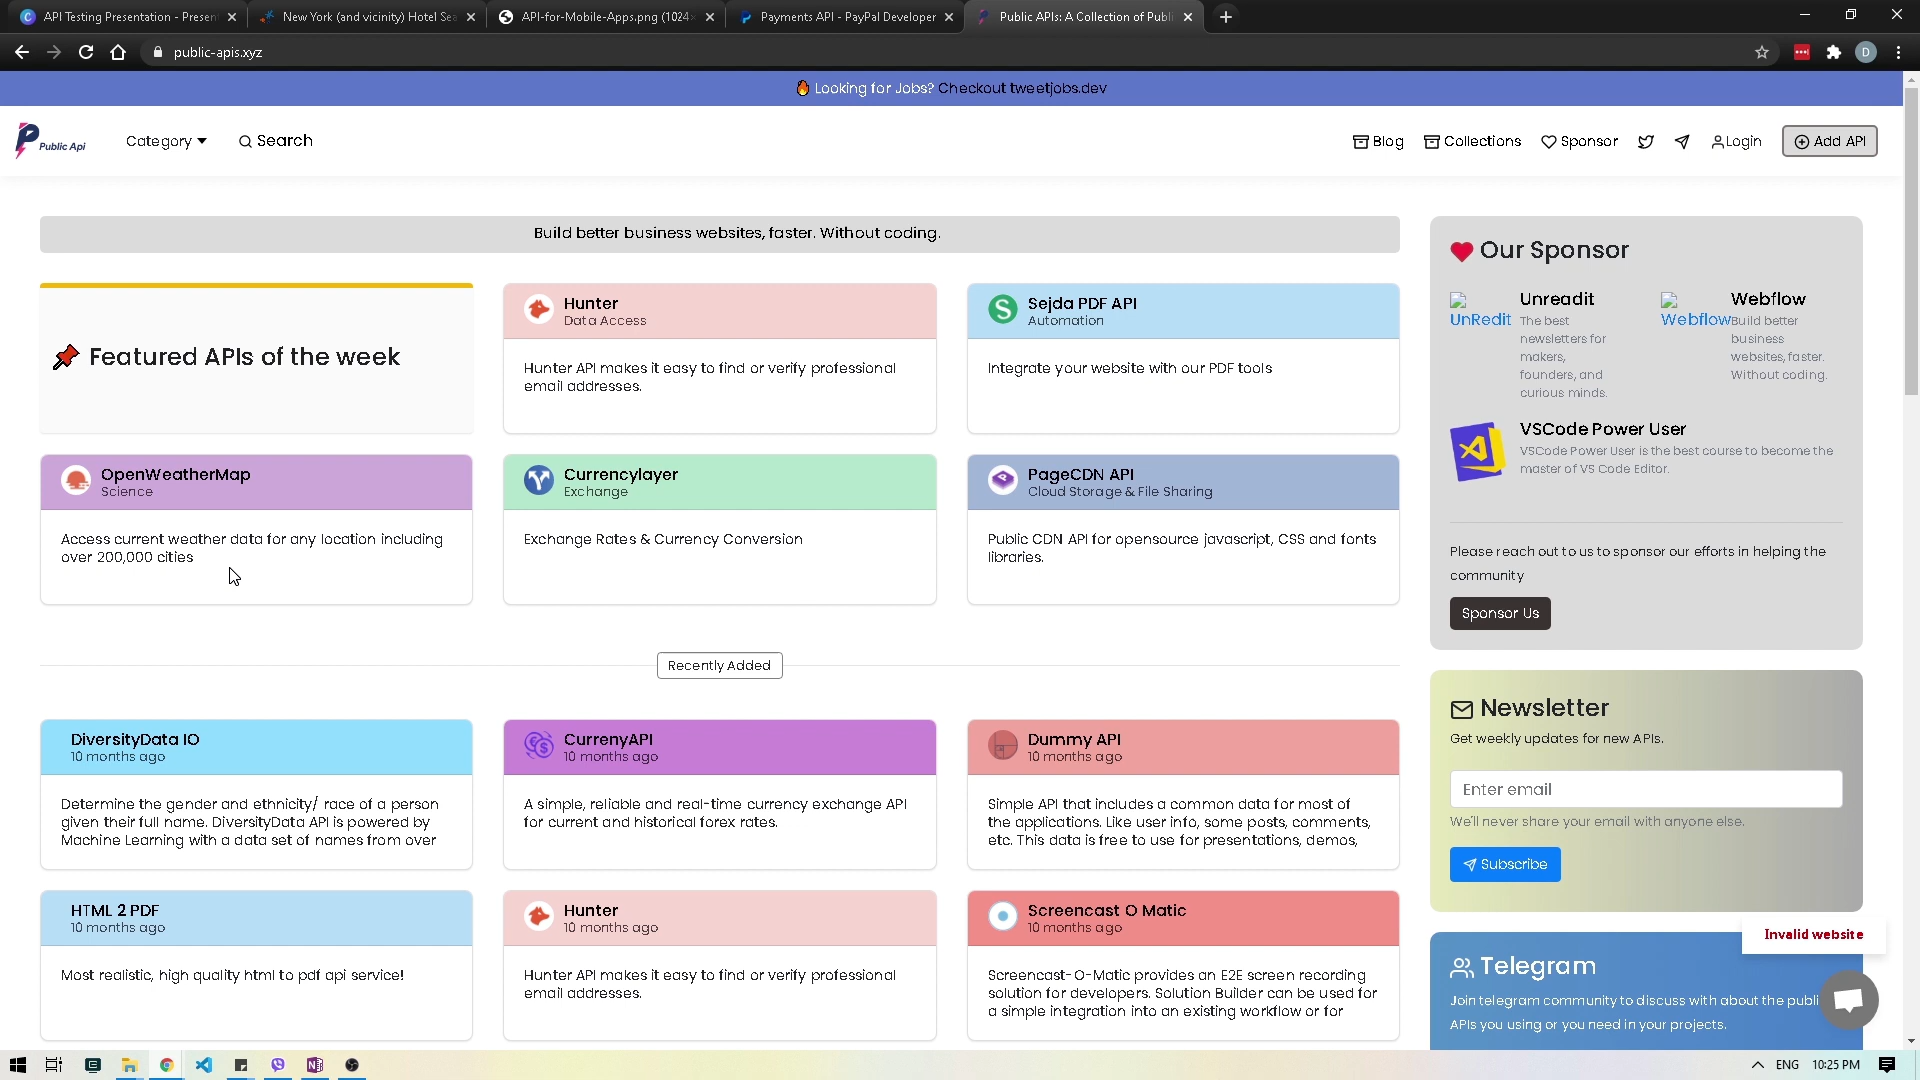 API Testing Presentation - Presen
New York (and vicinity) Hotel Sea
API-for-Mobile-Apps.png (1024×
Payments API - PayPal Developer
Public APIs: A Collection of Publi
public-apis.xyz
D
Looking for Jobs? Checkout tweetjobs.dev
Public Api
Category
Search
Blog
Collections
Sponsor
Login
Add API
Build better business websites, faster. Without coding.
Featured APIs of the week
Hunter
Data Access
Hunter API makes it easy to find or verify professional
email addresses.
Sejda PDF API
Automation
Integrate your website with our PDF tools
OpenWeatherMap
Science
Access current weather data for any location including
over 200,000 cities
Currencylayer
Exchange
Exchange Rates & Currency Conversion
PageCDN API
Cloud Storage & File Sharing
Public CDN API for opensource javascript, CSS and fonts
libraries.
Recently Added
DiversityData IO
10 months ago
Determine the gender and ethnicity/ race of a person
given their full name. DiversityData API is powered by
Machine Learning with a data set of names from over
CurrenyAPI
10 months ago
A simple, reliable and real-time currency exchange API
for current and historical forex rates.
Dummy API
10 months ago
Simple API that includes a common data for most of
the applications. Like user info, some posts, comments,
etc. This data is free to use for presentations, demos,
HTML 2 PDF
10 months ago
Most realistic, high quality html to pdf api service!
Hunter
10 months ago
Hunter API makes it easy to find or verify professional
email addresses.
Screencast O Matic
10 months ago
Screencast-O-Matic provides an E2E screen recording
solution for developers. Solution Builder can be used for
a simple integration into an existing workflow or for
Our Sponsor
UnRedit
Unreadit
The best
newsletters for
makers,
founders, and
curious minds.
Webflow
Webflow
Build better
business
websites, faster.
Without coding.
VSCode Power User
VSCode Power User is the best course to become the
master of VS Code Editor.
Please reach out to us to sponsor our efforts in helping the
community
Sponsor Us
Newsletter
Get weekly updates for new APIs.
Enter email
We'll never share your email with anyone else.
Subscribe
Invalid website
Telegram
Join telegram community to discuss with about the publi
APIs you using or you need in your projects.
ENG
10:25 PM